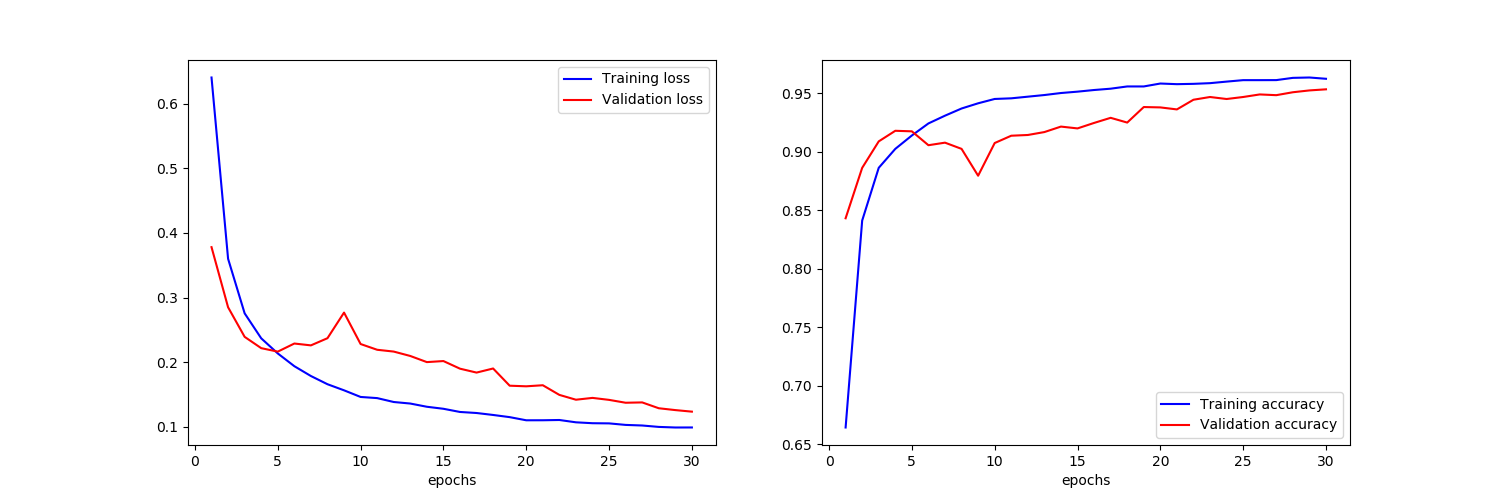 Training loss
Validation loss
0.6
0.5
0.4
0.3
0.2
0.1
0 5 10 15 20 25 30
epochs
0.95
0.90
0.85
0.80
0.75
0.70
0.65
Training accuracy
Validation accuracy
0 5 10 15 20 25 30
epochs